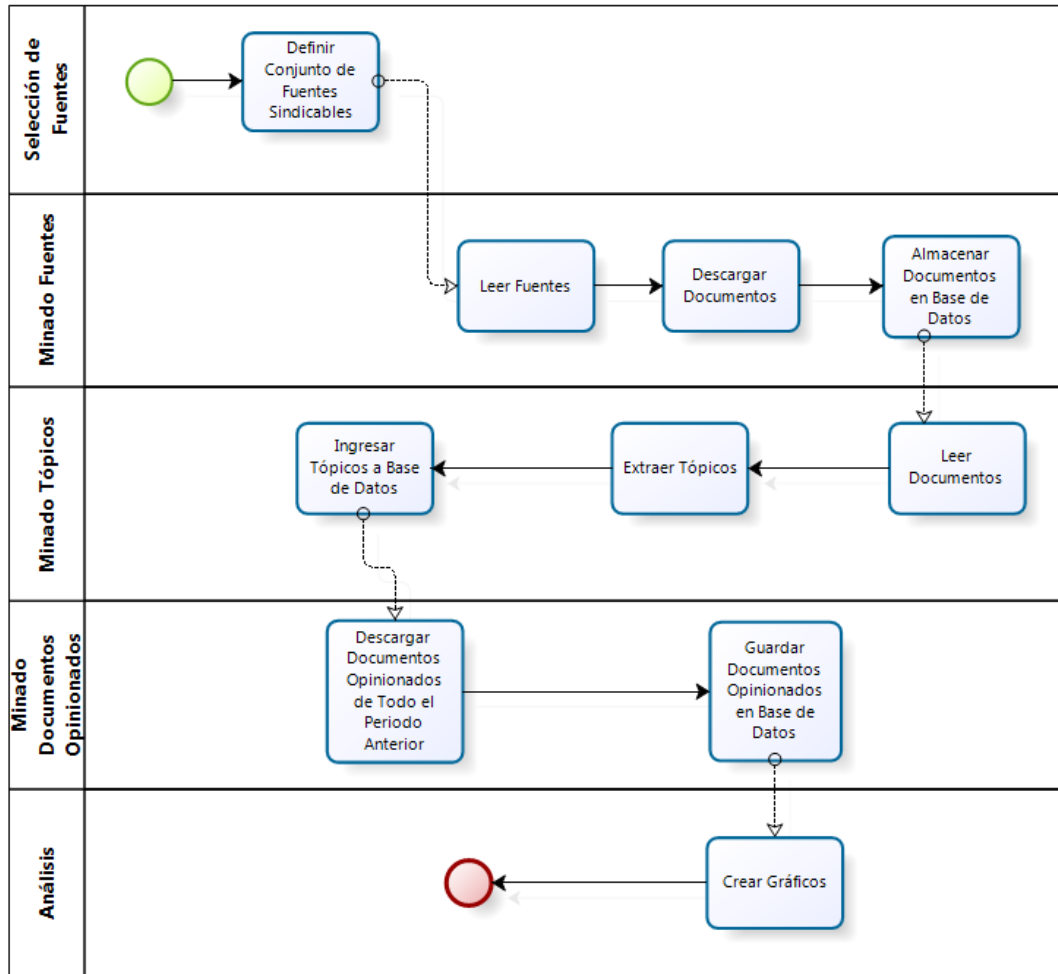 Selección de
Fuentes
Definir
Conjunto de
Fuentes
Sindicables
Minado Fuentes
Leer Fuentes
Descargar
Documentos
Almacenar
Documentos
en Base de
Datos
Minado Tópicos
Ingresar
Tópicos a Base
de Datos
Extraer Tópicos
Leer
Documentos
Minado
Documentos
Opinionados
Descargar
Documentos
Opinionados
de Todo el
Periodo
Anterior
Guardar
Documentos
Opinionados
en Base de
Datos
Análisis
Crear Gráficos